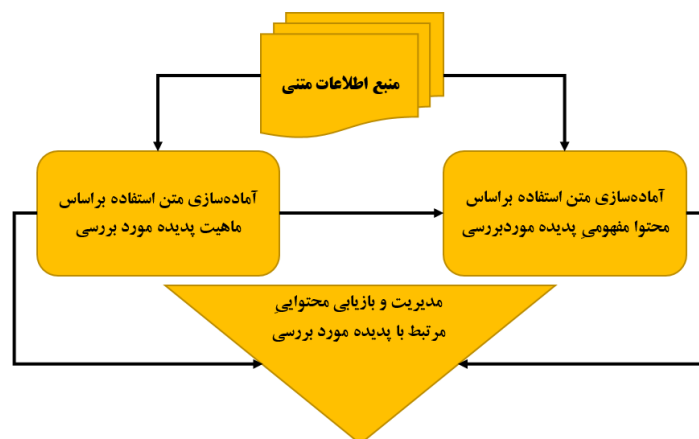 منبع اطلاعات متنی
آماده‌سازی متن استفاده براساس
محتوا مفهومیِ پدیده موردبررسی
آماده‌سازی متن استفاده براساس
ماهیت پدیده مورد بررسی
مدیریت و بازیابی محتواییِ
مرتبط با پدیده مورد بررسی